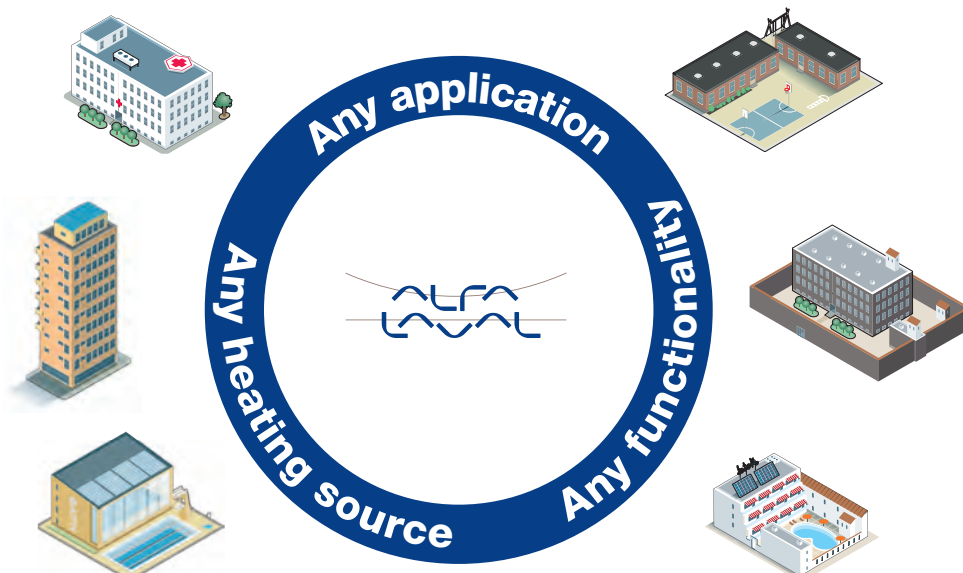 Any application
Any functionality
Any heating source
ALFA
LAVAL